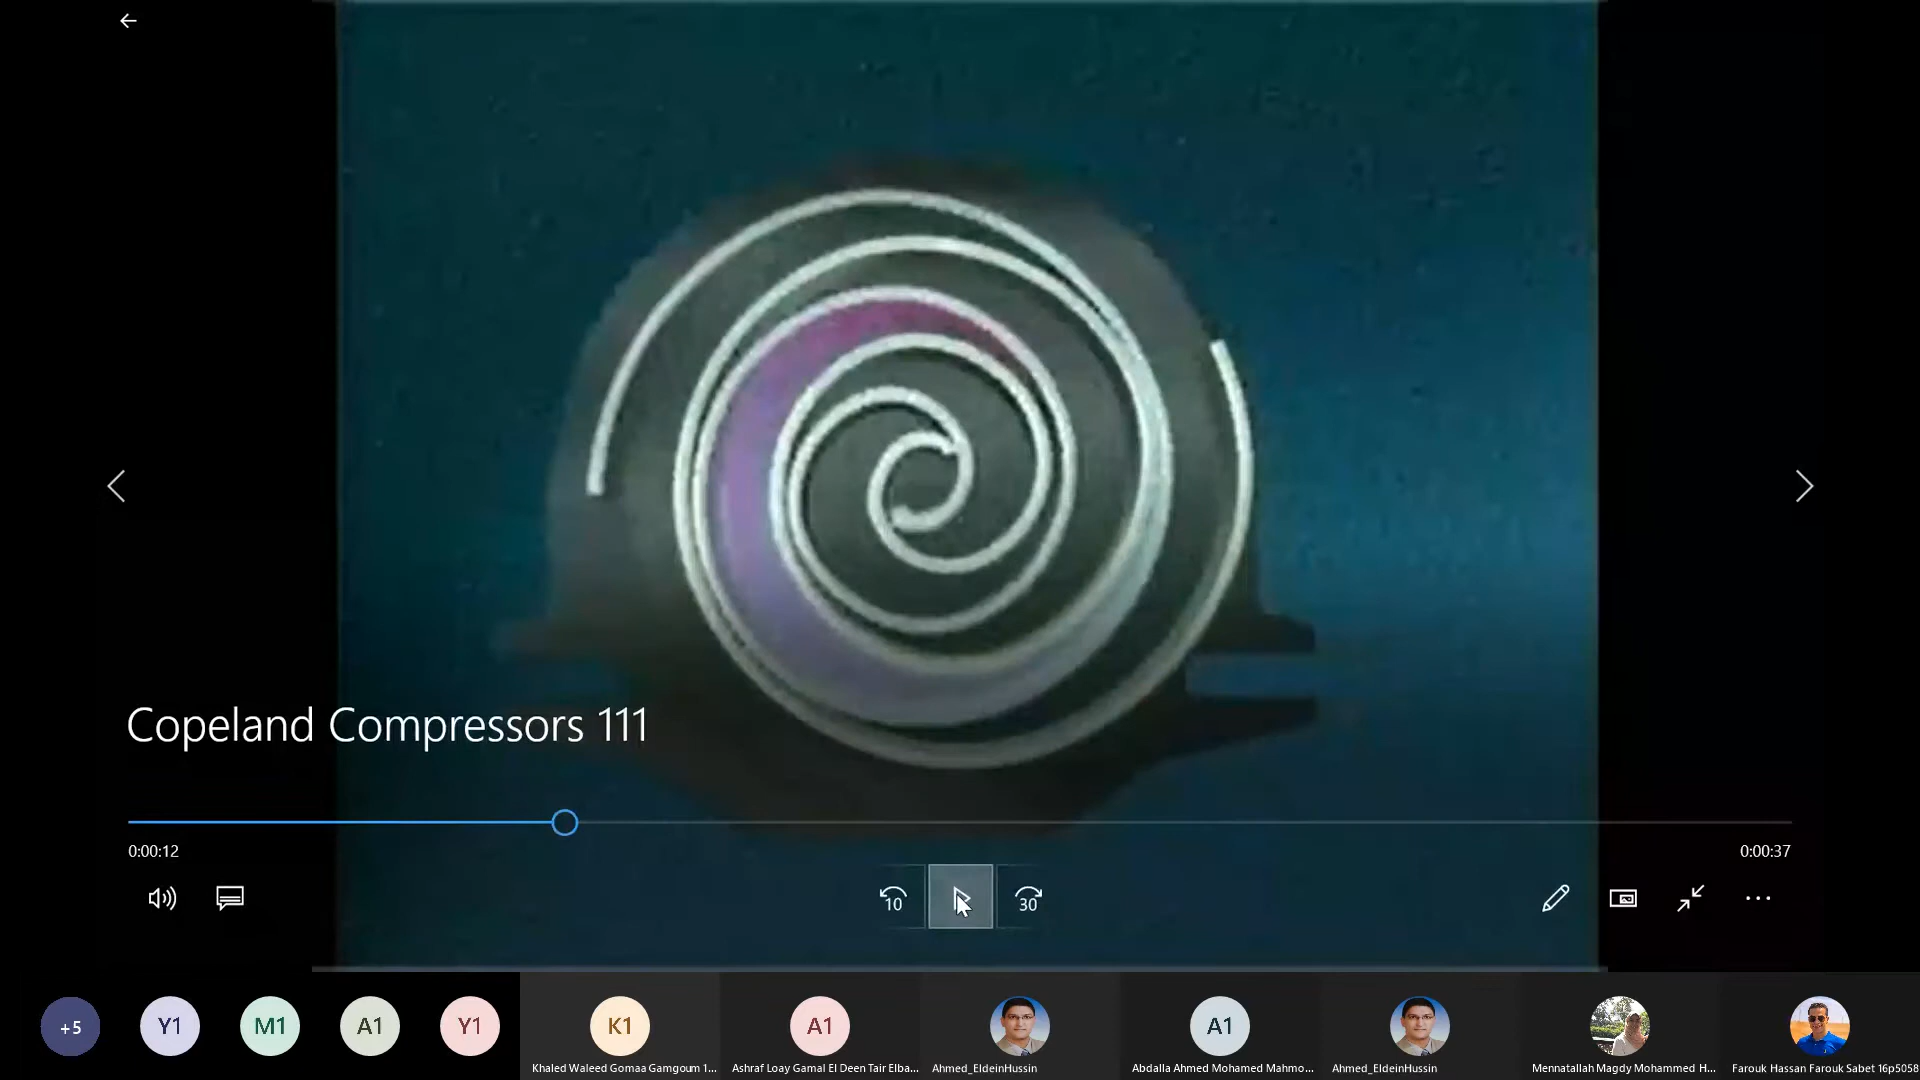 Copeland Compressors 111
0:00:12
0:00:37
10
30
+5
Y1
M1
A1
Y1
K1
A1
A1
Khaled Waleed Gomaa Gamgoum 1...
Ashraf Loay Gamal El Deen Tair Elba...
Ahmed_EldeinHussin
Abdalla Ahmed Mohamed Mahmo...
Ahmed_EldeinHussin
Mennatallah Magdy Mohammed H...
Farouk Hassan Farouk Sabet 16p5058